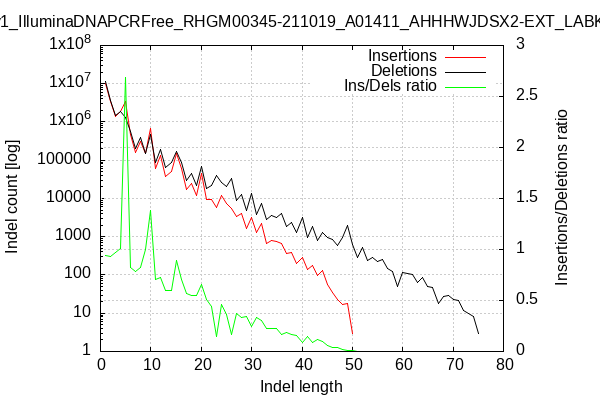 1_IlluminaDNAPCRFree_RHGM00345-211019_A01411_AHHHWJDSX2-EXT_LABK
Insertions
Deletions
Ins/Dels ratio
1x10^8
1x10^7
1x10^6
100000
10000
1000
100
10
1
3
2.5
2
1.5
1
0.5
0
0 10 20 30 40 50 60 70 80
Indel count [log]
Insertions/Deletions ratio
Indel length